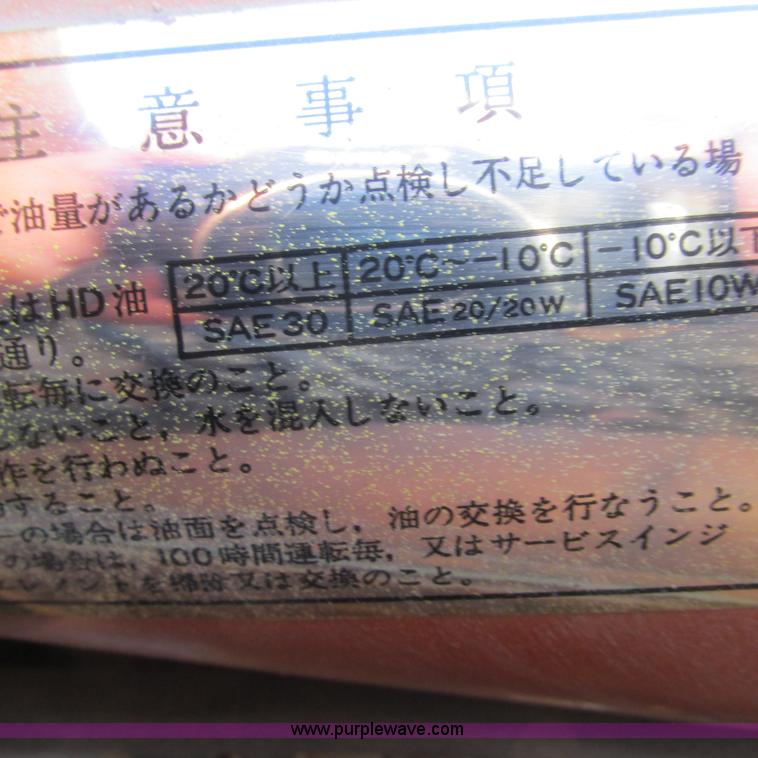 注意事項
で油量があるかどうか点検し不足している場
はHD油
20°C以上 20°C〜-10°C -10°C以下
SAE30 SAE20/20W SAE10W
通り。
転毎に交換のこと。
しないこと，水を混入しないこと。
作を行わぬこと。
すること。
ーの場合は油面を点検し，油の交換を行なうこと。
の場合は，100時間運転毎，又はサービスインジ
エレメントを掃除又は交換のこと。
www.purplewave.com